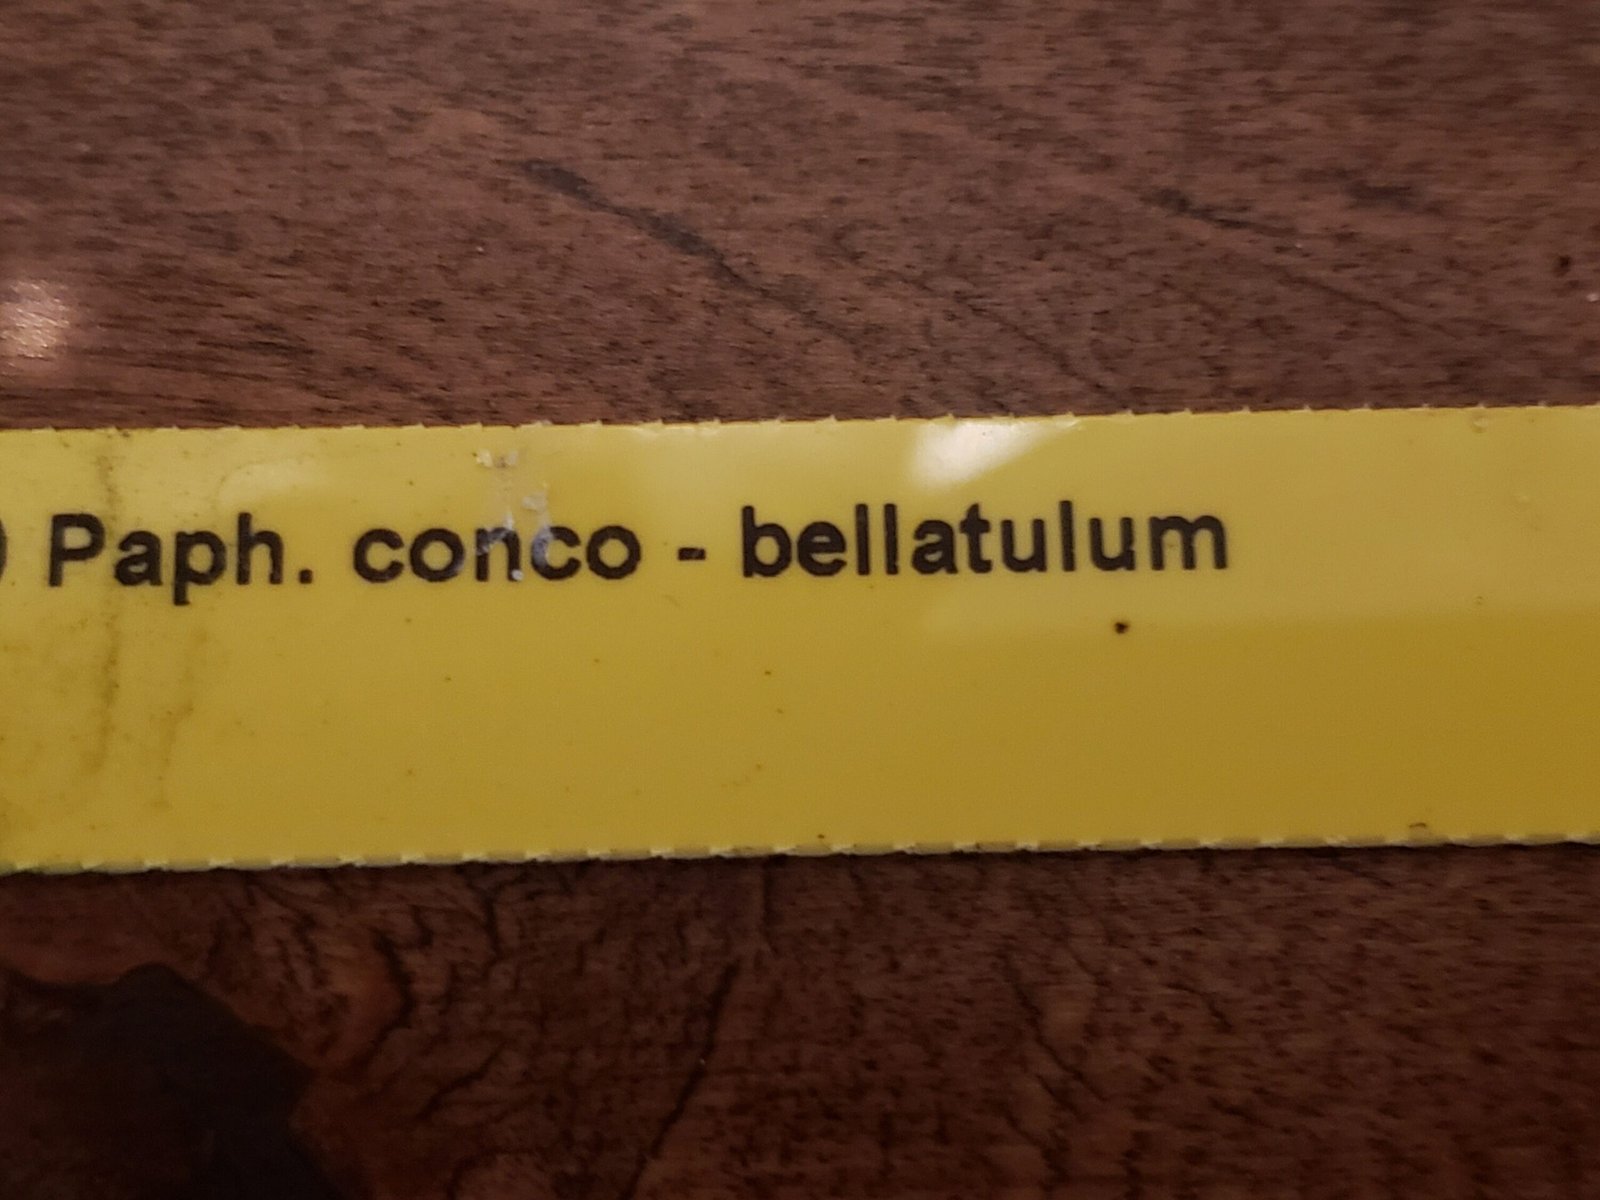 ) Paph. conco - bellatulum